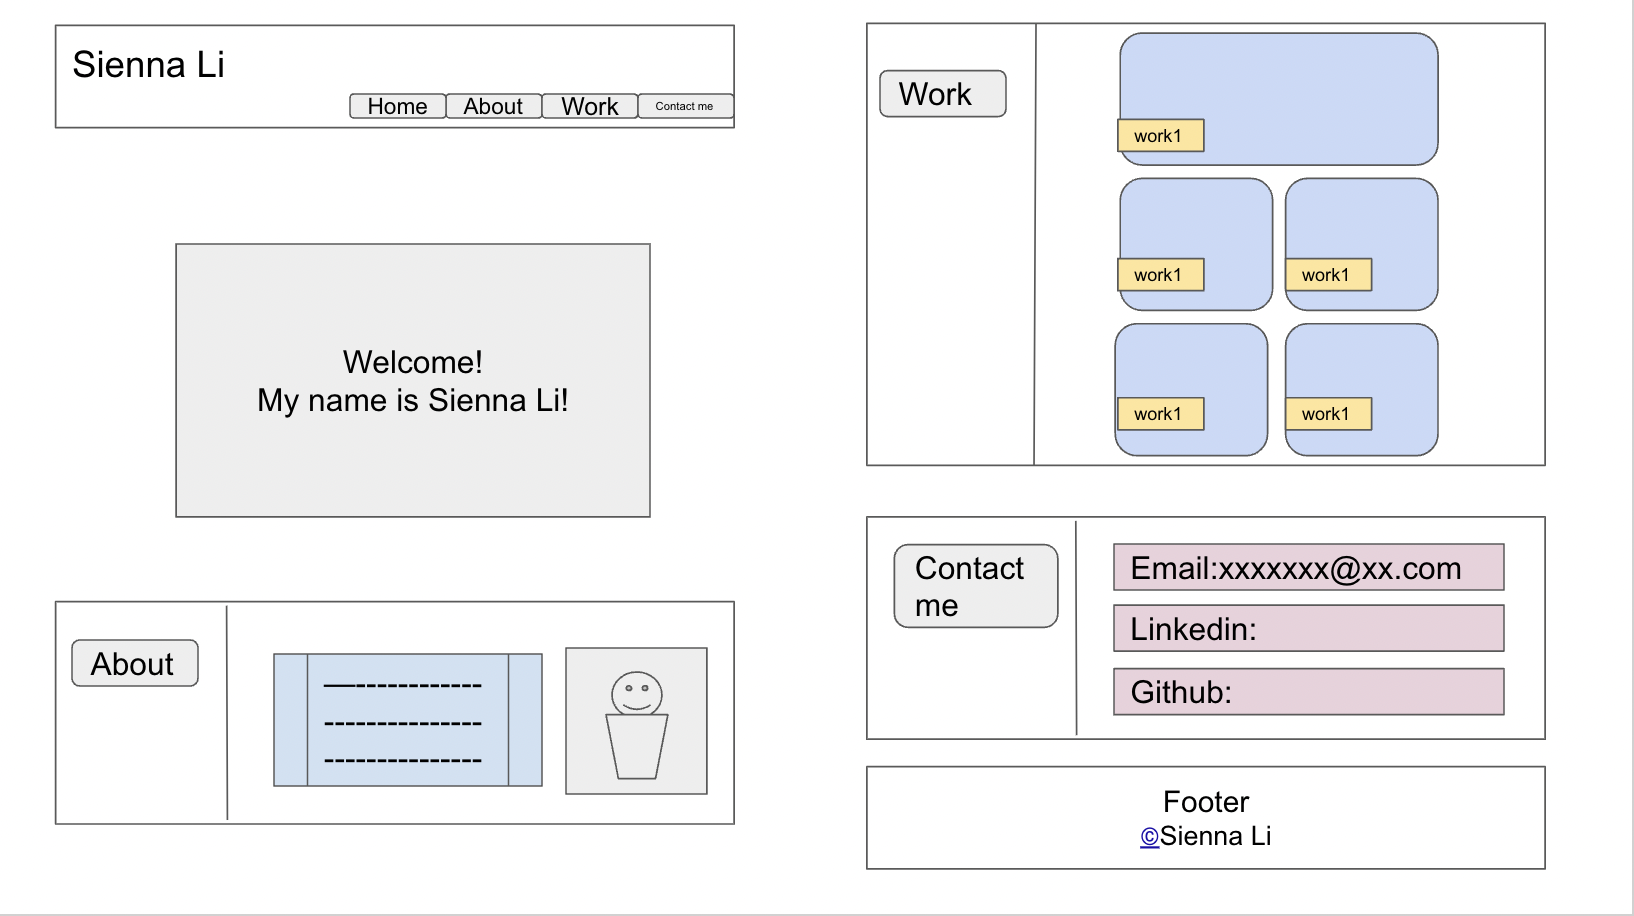 Sienna Li
Home About Work Contact me
Welcome!
My name is Sienna Li!
About
Work
work1
work1 work1
work1 work1
Contact
me
Email:xxxxxxx@xx.com
Linkedin:
Github:
Footer
©Sienna Li